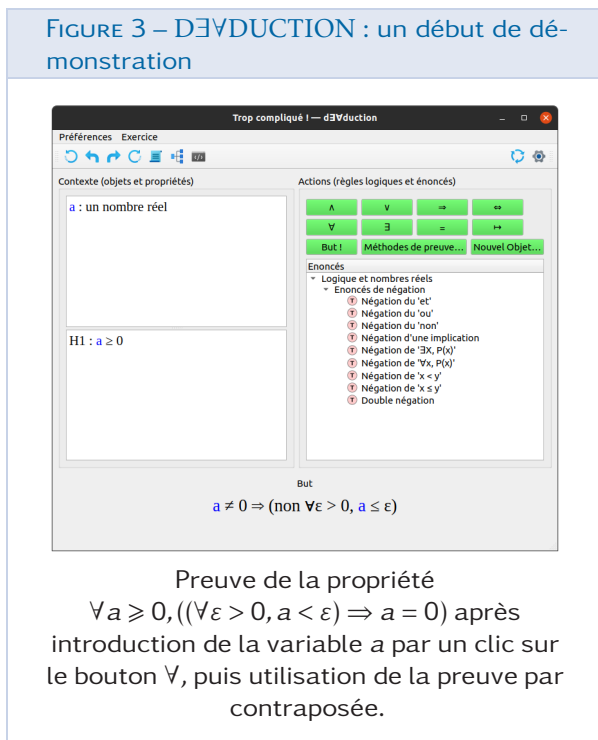 FIGURE 3 – D∃∀DUCTION : un début de dé-
monstration
Trop compliqué ! — d∃∀duction
Préférences Exercice
Contexte (objets et propriétés)
a : un nombre réel
H1 : a ≥ 0
Actions (règles logiques et énoncés)
∧ ∨ ⇒ ⇔
∀ ∃ = ↦
But ! Méthodes de preuve... Nouvel Objet...
Enoncés
Logique et nombres réels
Enoncés de négation
T Négation du 'et'
T Négation du 'ou'
T Négation du 'non'
T Négation d'une implication
T Négation de '∃X, P(x)'
T Négation de '∀x, P(x)'
T Négation de 'x < y'
T Négation de 'x ≤ y'
T Double négation
But
a ≠ 0 ⇒ (non ∀ε > 0, a ≤ ε)
Preuve de la propriété
∀a ⩾ 0, ((∀ε > 0, a < ε) ⇒ a = 0) après
introduction de la variable a par un clic sur
le bouton ∀, puis utilisation de la preuve par
contraposée.